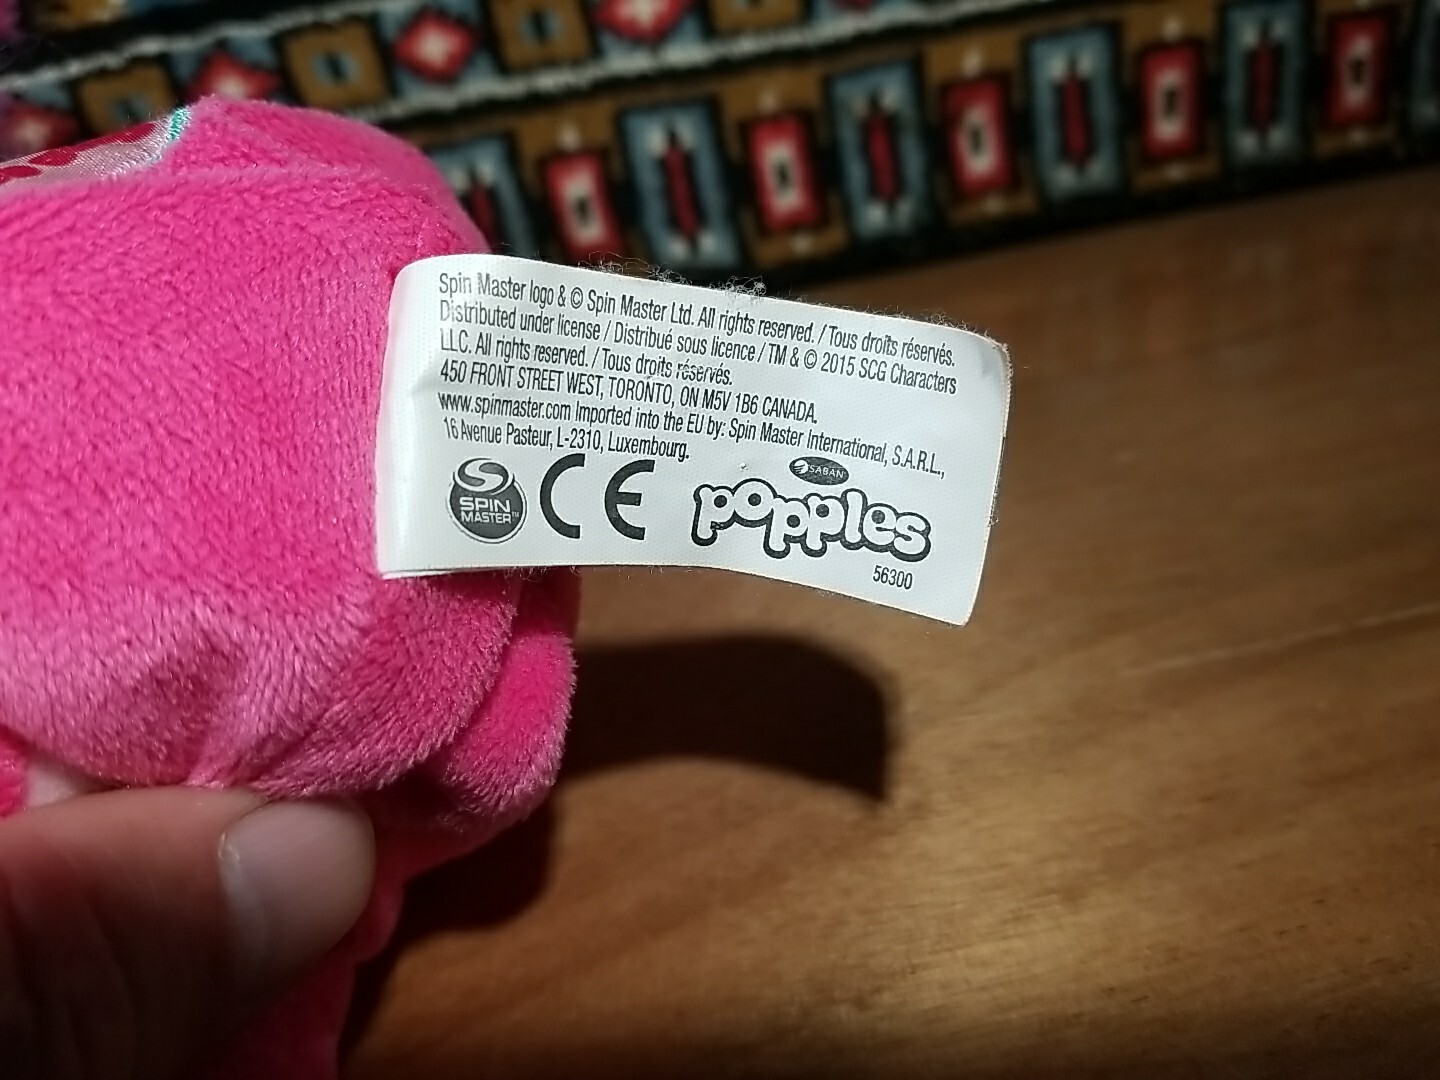 Spin Master logo & © Spin Master Ltd. All rights reserved. / Tous droits réservés.
Distributed under license / Distribué sous licence / TM & © 2015 SCG Characters
LLC. All rights reserved. / Tous droits réservés.
450 FRONT STREET WEST, TORONTO, ON M5V 1B6 CANADA.
www.spinmaster.com Imported into the EU by: Spin Master International, S.A.R.L.,
16 Avenue Pasteur, L-2310, Luxembourg.
SPIN
MASTER™
CE
SABAN®
popples
56300